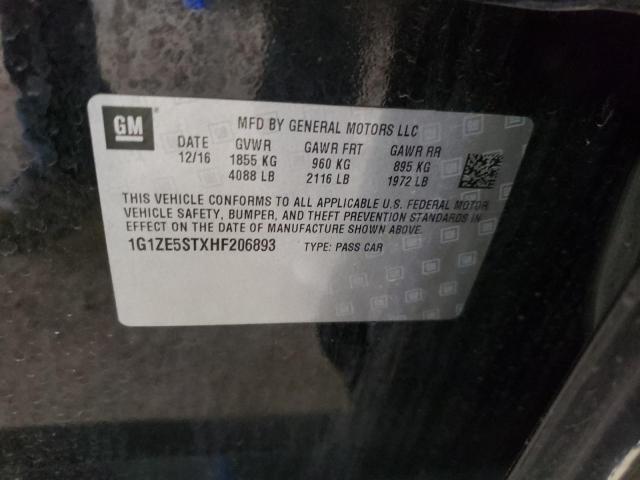 GM
MFD BY GENERAL MOTORS LLC
DATE GVWR GAWR FRT GAWR RR
12/16 1855 KG 960 KG 895 KG
4088 LB 2116 LB 1972 LB
THIS VEHICLE CONFORMS TO ALL APPLICABLE U.S. FEDERAL MOTOR
VEHICLE SAFETY, BUMPER, AND THEFT PREVENTION STANDARDS IN
EFFECT ON THE DATE OF MANUFACTURE SHOWN ABOVE.
1G1ZE5STXHF206893 TYPE: PASS CAR